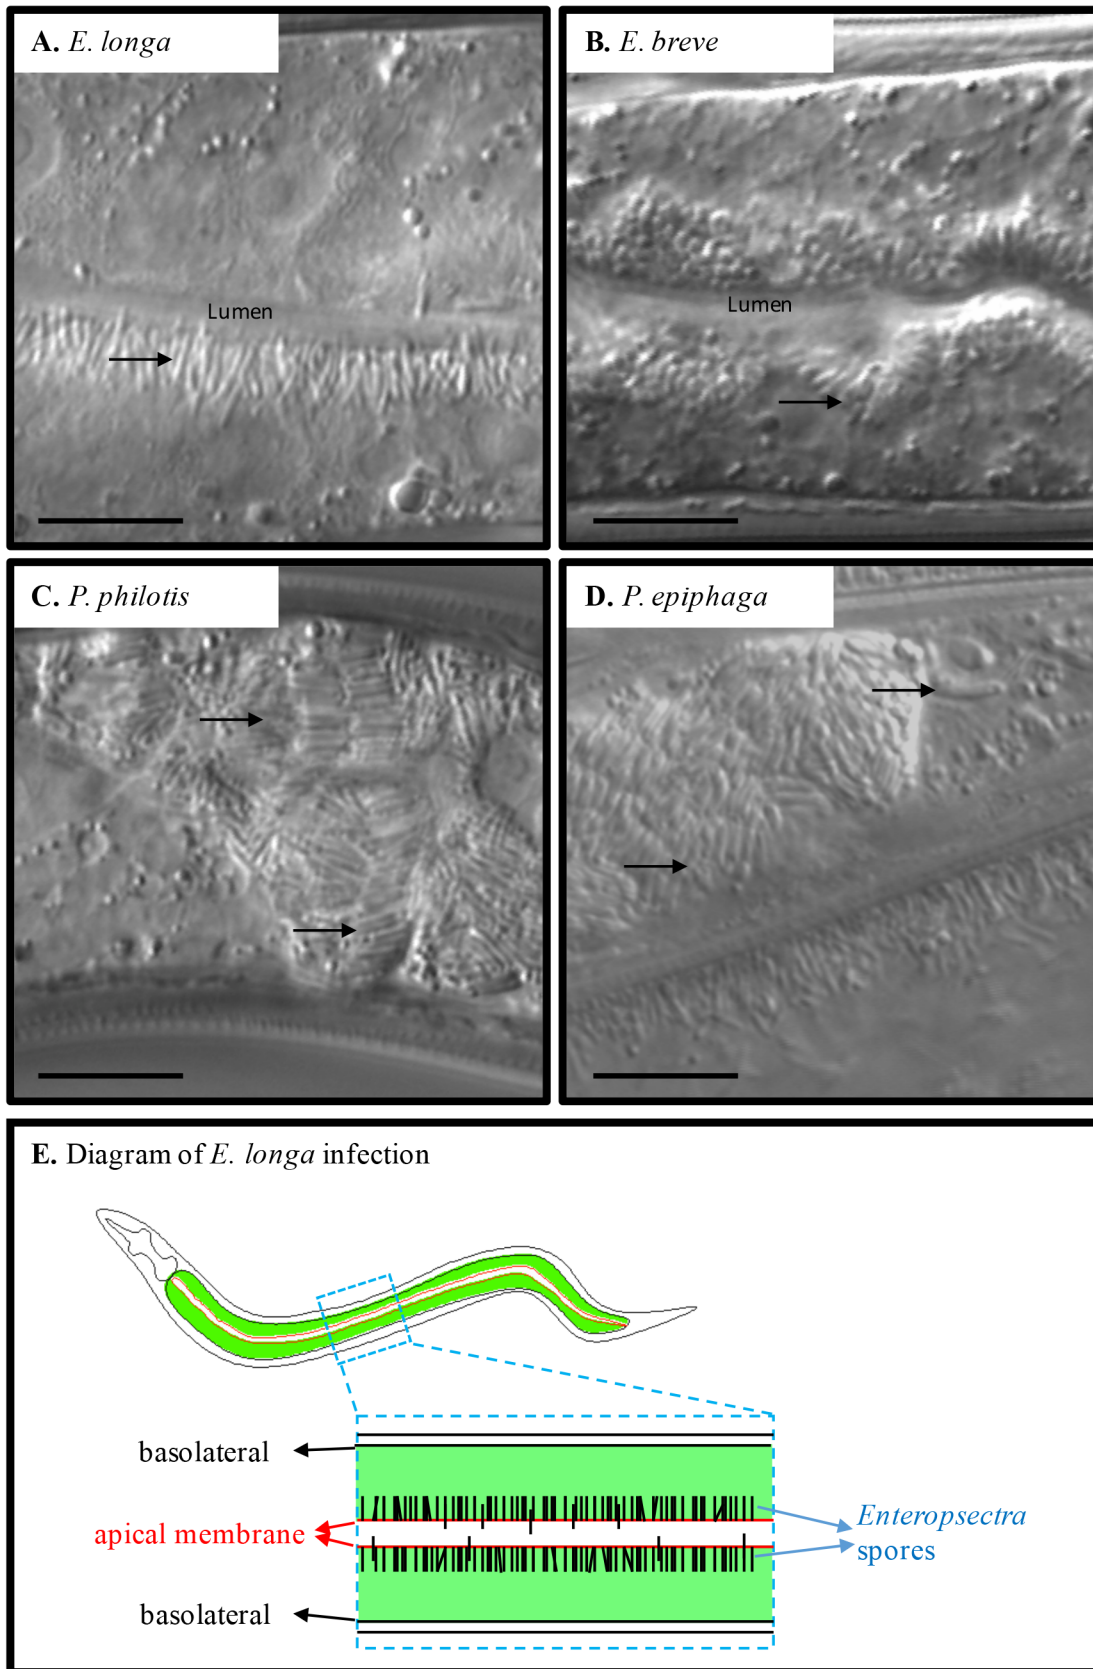 A. E. longa
Lumen
B. E. breve
Lumen
C. P. philotis
D. P. epiphaga
E. Diagram of E. longa infection
basolateral
apical membrane
basolateral
Enteropsectra
spores